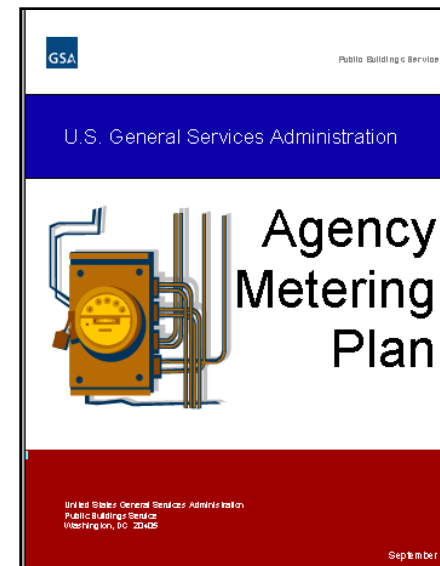 GSA
Public Buildings Service
U.S. General Services Administration
Agency
Metering
Plan
United States General Services Administration
Public Buildings Service
Washington, DC 20405
September